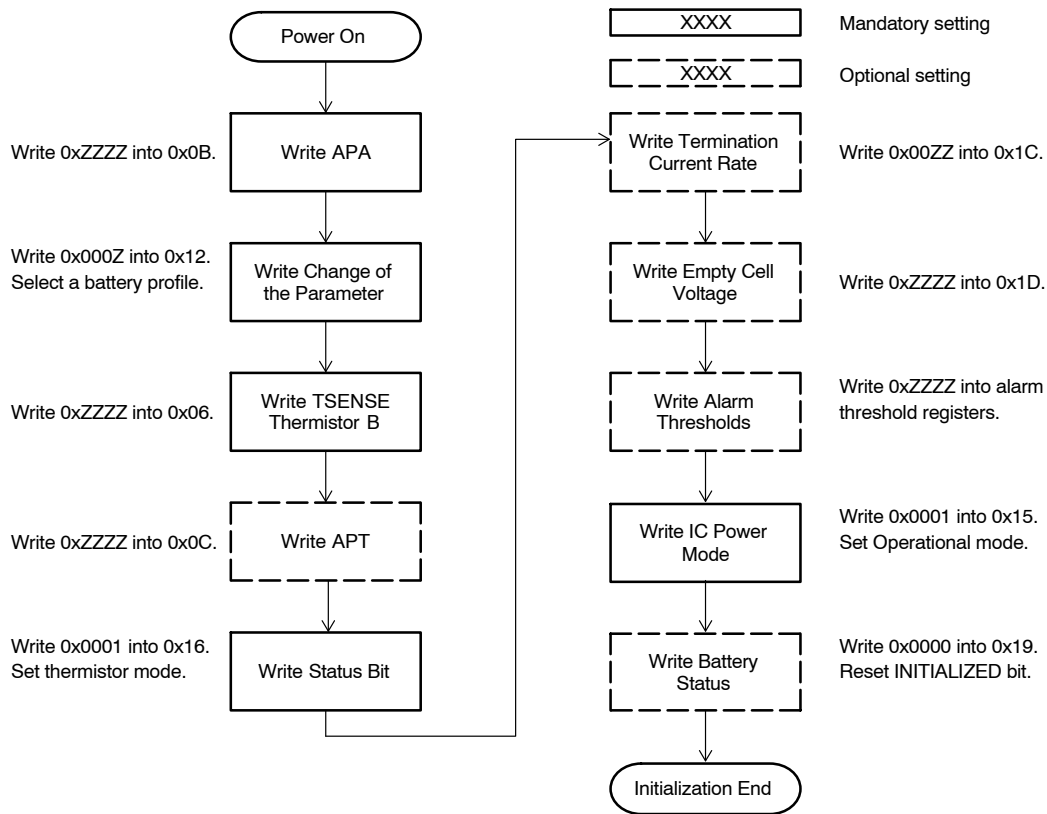 Power On
Write 0xZZZZ into 0x0B.
Write APA
Write 0x000Z into 0x12.
Select a battery profile.
Write Change of
the Parameter
Write 0xZZZZ into 0x06.
Write TSENSE
Thermistor B
Write 0xZZZZ into 0x0C.
Write APT
Write 0x0001 into 0x16.
Set thermistor mode.
Write Status Bit
XXXX
Mandatory setting
XXXX
Optional setting
Write Termination
Current Rate
Write 0x00ZZ into 0x1C.
Write Empty Cell
Voltage
Write 0xZZZZ into 0x1D.
Write Alarm
Thresholds
Write 0xZZZZ into alarm
threshold registers.
Write IC Power
Mode
Write 0x0001 into 0x15.
Set Operational mode.
Write Battery
Status
Write 0x0000 into 0x19.
Reset INITIALIZED bit.
Initialization End